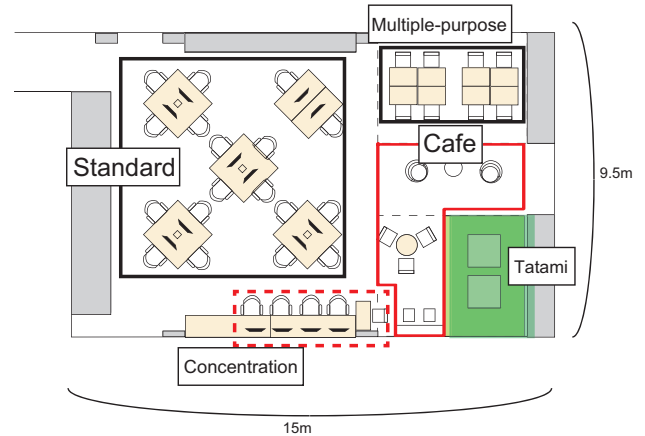 Multiple-purpose
Cafe
Standard
9.5m
Tatami
Concentration
15m